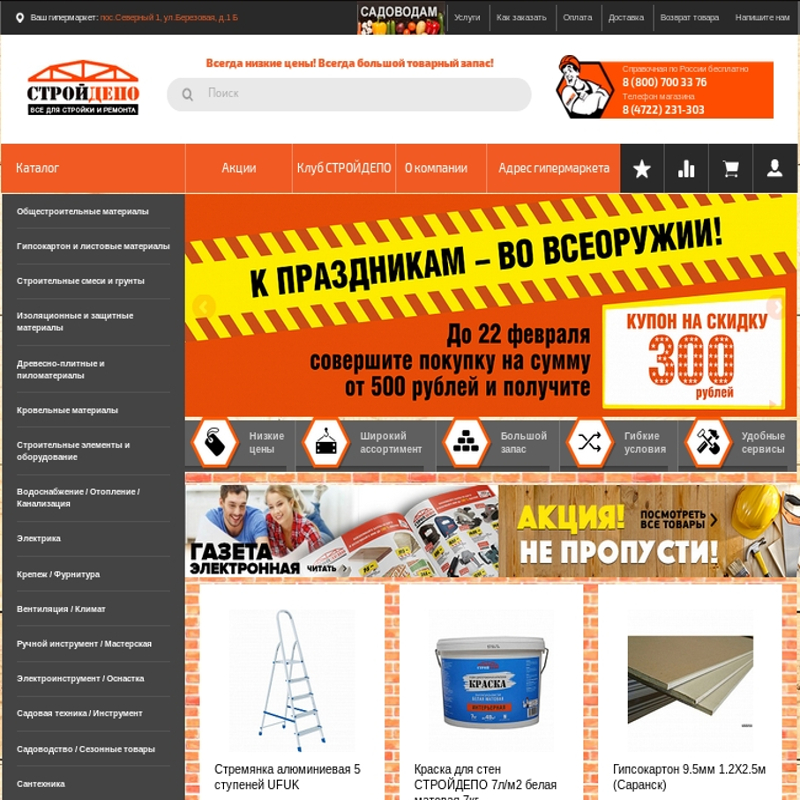 Ваш гипермаркет: пос.Северный 1, ул.Березовая, д.1 Б
САДОВОДАМ
Услуги
Как заказать
Оплата
Доставка
Возврат товара
Напишите нам
СТРОЙДЕПО
ВСЕ ДЛЯ СТРОЙКИ И РЕМОНТА
Всегда низкие цены! Всегда большой товарный запас!
Поиск
Справочная по России бесплатно
8 (800) 700 33 76
Телефон магазина
8 (4722) 231-303
Каталог
Акции
Клуб СТРОЙДЕПО
О компании
Адрес гипермаркета
Общестроительные материалы
Гипсокартон и листовые материалы
Строительные смеси и грунты
Изоляционные и защитные
материалы
Древесно-плитные и
пиломатериалы
Кровельные материалы
Строительные элементы и
оборудование
Водоснабжение / Отопление /
Канализация
Электрика
Крепеж / Фурнитура
Вентиляция / Климат
Ручной инструмент / Мастерская
Электроинструмент / Оснастка
Садовая техника / Инструмент
Садоводство / Сезонные товары
Сантехника
К ПРАЗДНИКАМ – ВО ВСЕОРУЖИИ!
До 22 февраля
совершите покупку на сумму
от 500 рублей и получите
КУПОН НА СКИДКУ
300
рублей
Низкие
цены
Широкий
ассортимент
Большой
запас
Гибкие
условия
Удобные
сервисы
ГАЗЕТА
ЭЛЕКТРОННАЯ
ЧИТАТЬ
АКЦИЯ!
ПОСМОТРЕТЬ
ВСЕ ТОВАРЫ
НЕ ПРОПУСТИ!
КРАСКА
ИНТЕРЬЕРНАЯ
Стремянка алюминиевая 5
ступеней UFUK
Краска для стен
СТРОЙДЕПО 7л/м2 белая
матовая 7кг
Гипсокартон 9.5мм 1.2Х2.5м
(Саранск)